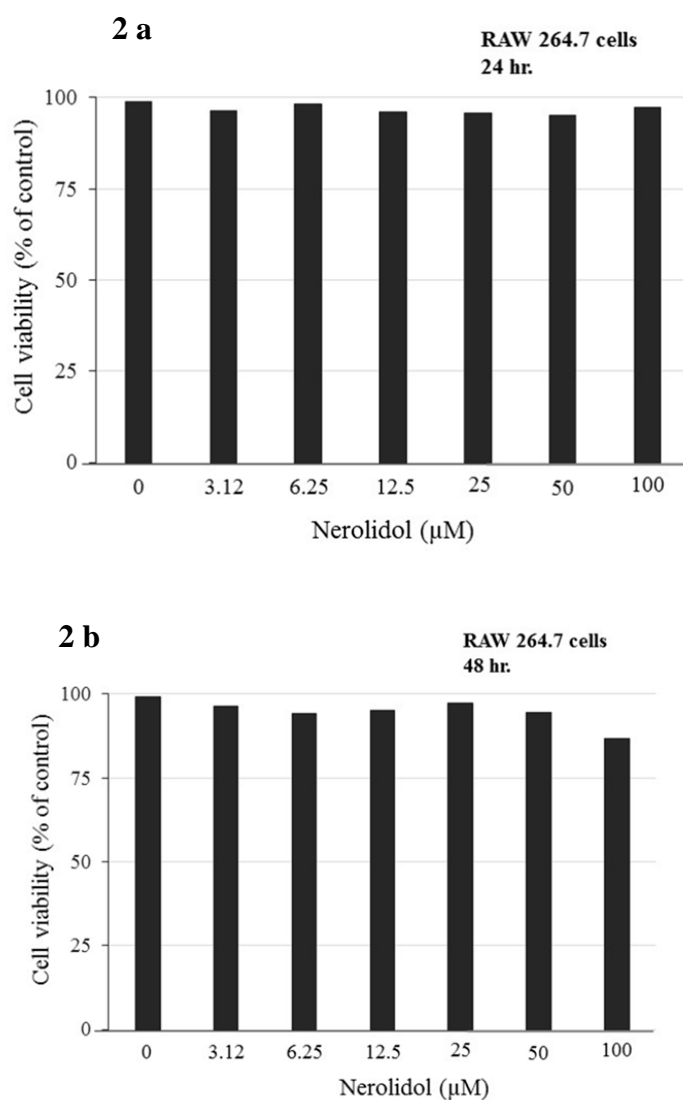 2 a
RAW 264.7 cells
24 hr.
Cell viability (% of control)
100
75
50
25
0
0 3.12 6.25 12.5 25 50 100
Nerolidol (µM)
2 b
RAW 264.7 cells
48 hr.
Cell viability (% of control)
100
75
50
25
0
0 3.12 6.25 12.5 25 50 100
Nerolidol (µM)